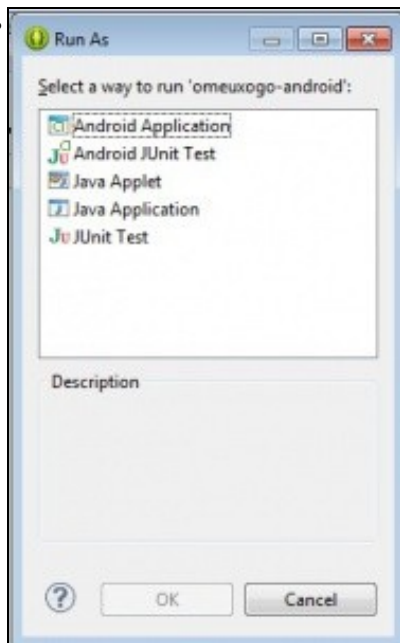 Run As
Select a way to run 'omeuxogo-android':
Android Application
Android JUnit Test
Java Applet
Java Application
JUnit Test
Description
OK
Cancel